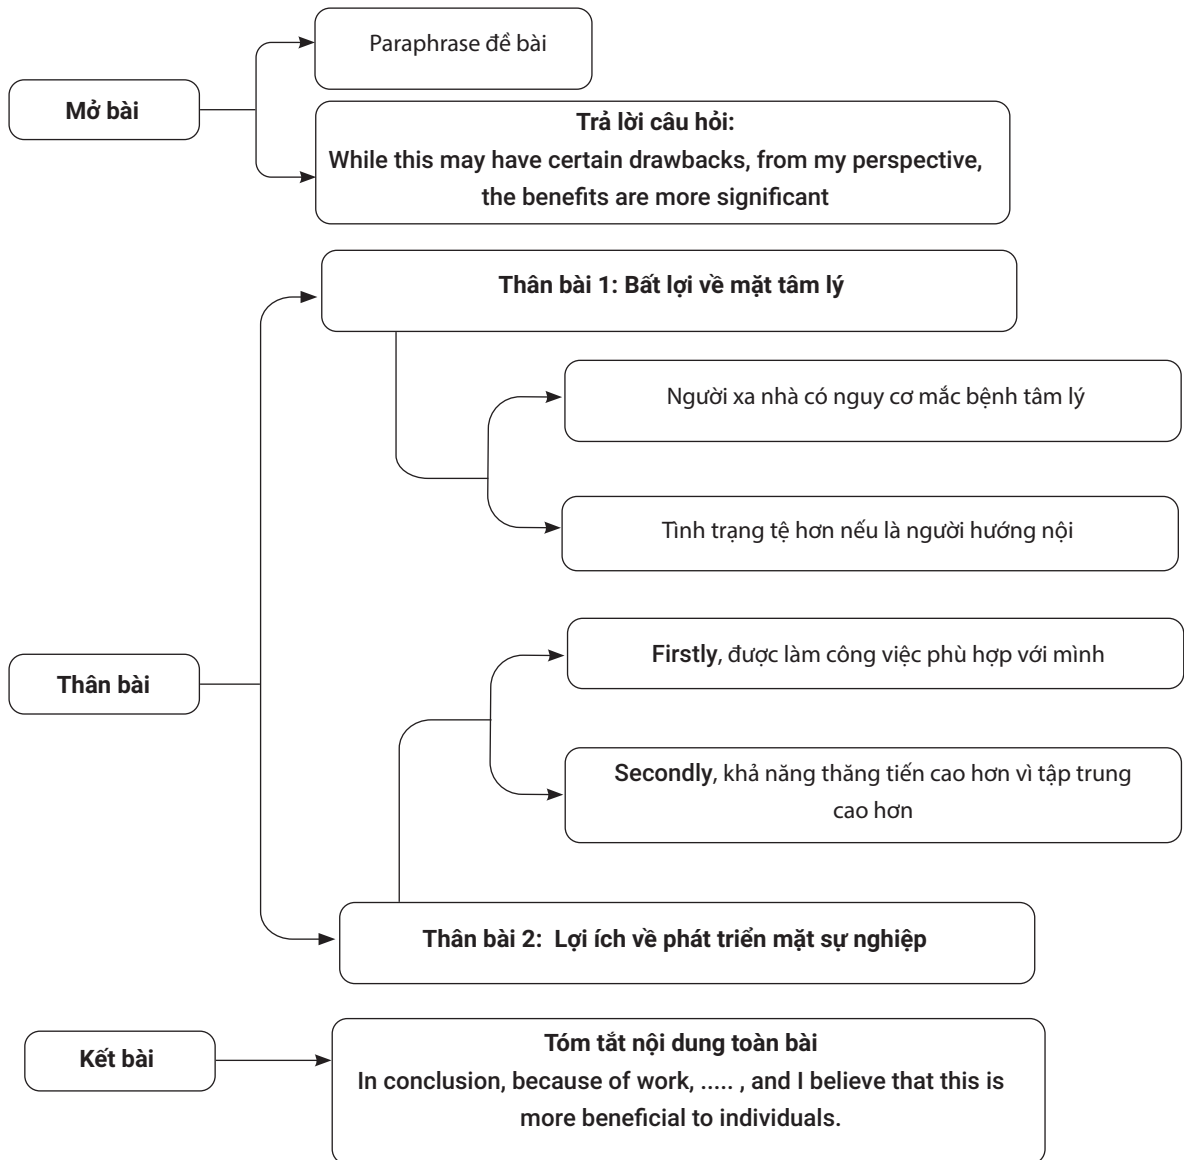 Paraphrase đề bài
Mở bài
Trả lời câu hỏi:
While this may have certain drawbacks, from my perspective,
the benefits are more significant
Thân bài 1: Bất lợi về mặt tâm lý
Người xa nhà có nguy cơ mắc bệnh tâm lý
Tình trạng tệ hơn nếu là người hướng nội
Thân bài
Firstly, được làm công việc phù hợp với mình
Secondly, khả năng thăng tiến cao hơn vì tập trung
cao hơn
Thân bài 2: Lợi ích về phát triển mặt sự nghiệp
Kết bài
Tóm tắt nội dung toàn bài
In conclusion, because of work, ..... , and I believe that this is
more beneficial to individuals.